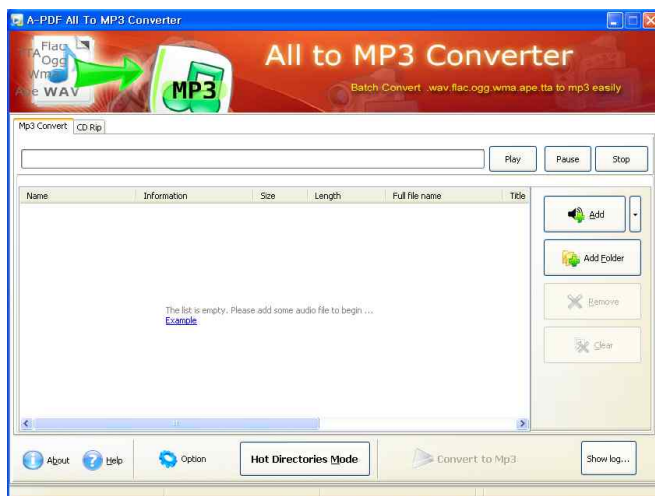 A-PDF All To MP3 Converter
TTA Flac
Ogg
Wma
Ape WAV
MP3
All to MP3 Converter
Batch Convert .wav.flac.ogg.wma.ape.tta to mp3 easily
Mp3 Convert CD Rip
Play Pause Stop
Name Information Size Length Full file name Title
Add
Add Folder
Remove
Clear
The list is empty. Please add some audio file to begin ...
Example
About Help Option Hot Directories Mode Convert to Mp3 Show log...